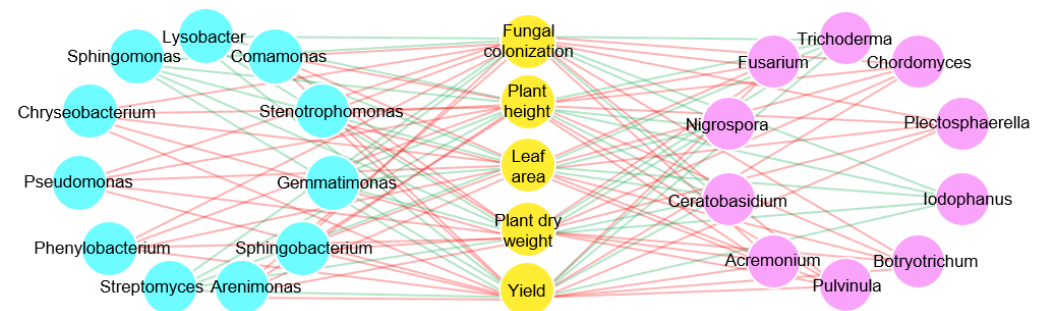 Lysobacter
Sphingomonas
Comamonas
Chryseobacterium
Stenotrophomonas
Pseudomonas
Gemmatimonas
Phenylobacterium
Sphingobacterium
Streptomyces
Arenimonas
Fungal
colonization
Plant
height
Leaf
area
Plant dry
weight
Yield
Trichoderma
Fusarium
Chordomyces
Nigrospora
Plectosphaerella
Ceratobasidium
Iodophanus
Acremonium
Botryotrichum
Pulvinula